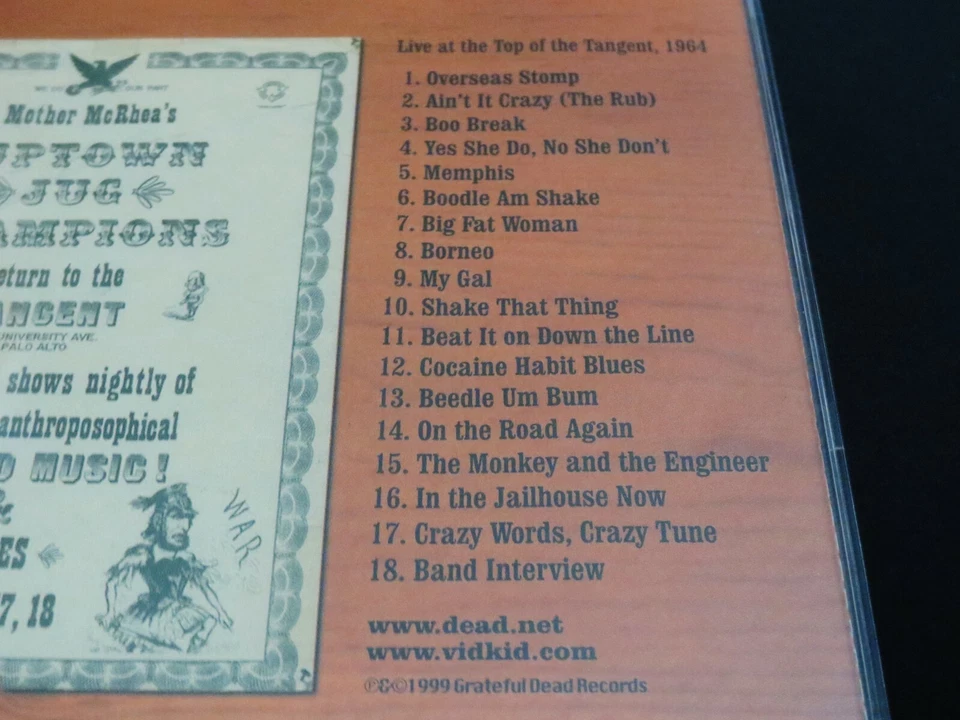 Mother McRhea's
UPTOWN
JUG
AMPIONS
eturn to the
ANGENT
UNIVERSITY AVE.
PALO ALTO
shows nightly of
anthroposophical
D MUSIC!
&
ES
7, 18
WAR
Live at the Top of the Tangent, 1964
1. Overseas Stomp
2. Ain't It Crazy (The Rub)
3. Boo Break
4. Yes She Do, No She Don't
5. Memphis
6. Boodle Am Shake
7. Big Fat Woman
8. Borneo
9. My Gal
10. Shake That Thing
11. Beat It on Down the Line
12. Cocaine Habit Blues
13. Beedle Um Bum
14. On the Road Again
15. The Monkey and the Engineer
16. In the Jailhouse Now
17. Crazy Words, Crazy Tune
18. Band Interview
www.dead.net
www.vidkid.com
℗&©1999 Grateful Dead Records